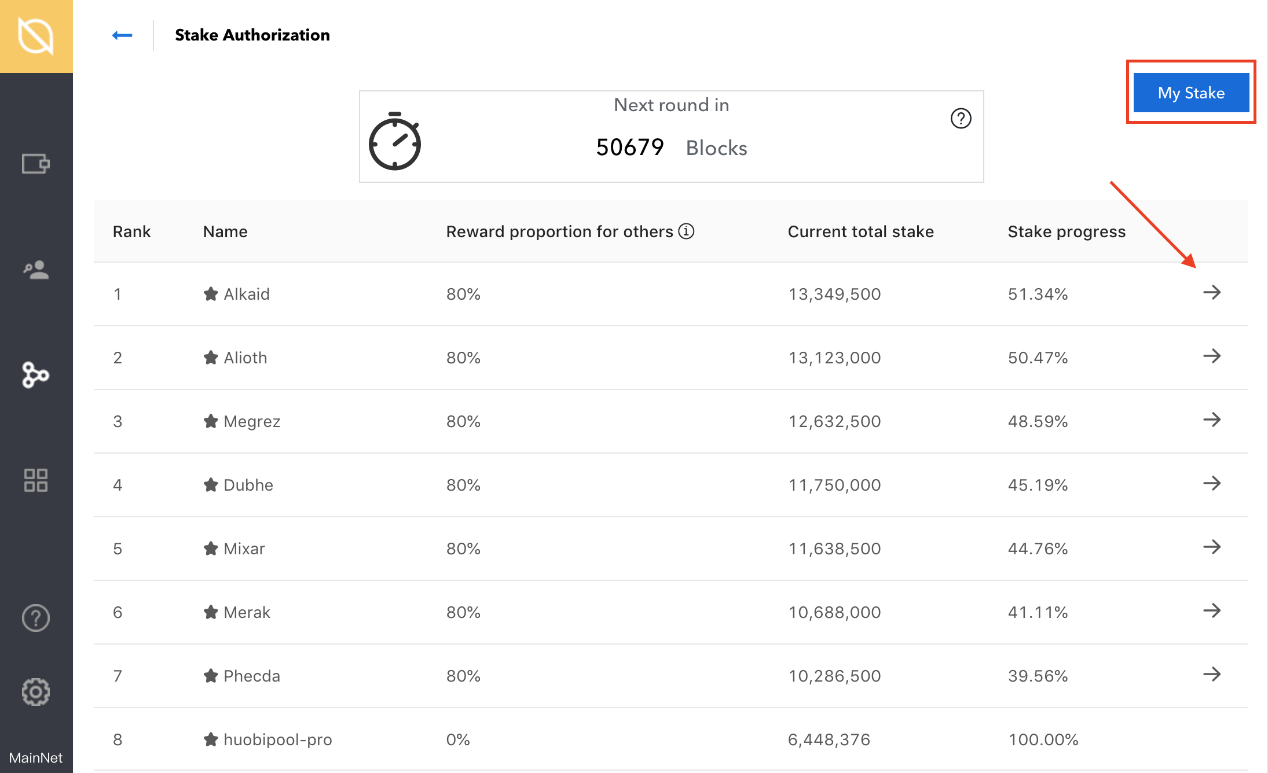 Stake Authorization
My Stake
Next round in
50679 Blocks
Rank Name Reward proportion for others Current total stake Stake progress
1 Alkaid 80% 13,349,500 51.34%
2 Alioth 80% 13,123,000 50.47%
3 Megrez 80% 12,632,500 48.59%
4 Dubhe 80% 11,750,000 45.19%
5 Mixar 80% 11,638,500 44.76%
6 Merak 80% 10,688,000 41.11%
7 Phecda 80% 10,286,500 39.56%
8 huobipool-pro 0% 6,448,376 100.00%
MainNet